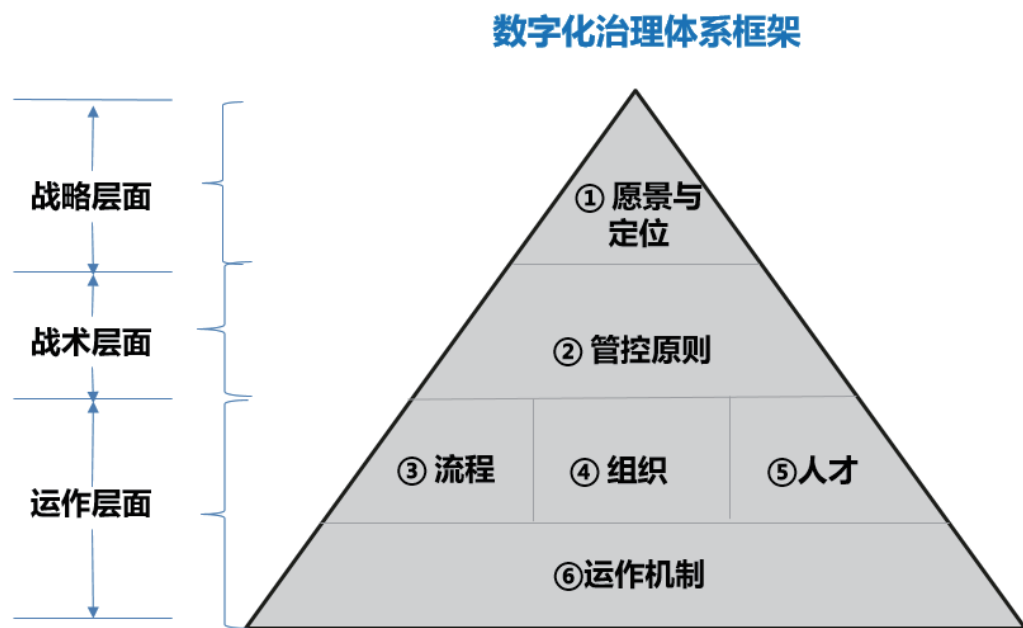 数字化治理体系框架
战略层面
① 愿景与
定位
战术层面
② 管控原则
运作层面
③ 流程
④ 组织
⑤人才
⑥运作机制